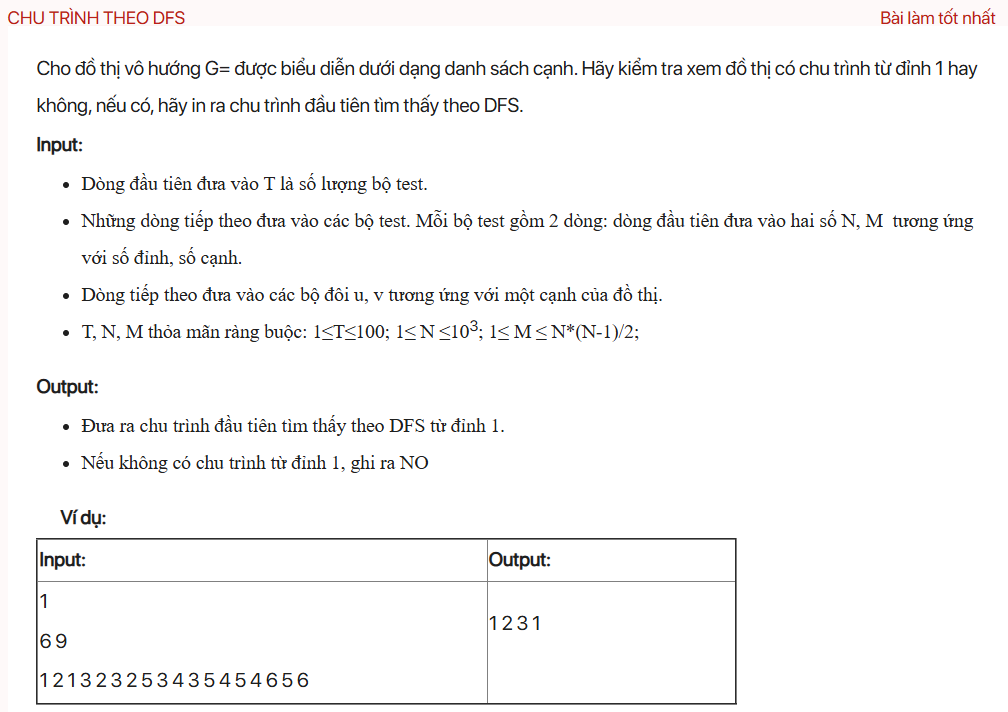 CHU TRÌNH THEO DFS
Bài làm tốt nhất
Cho đồ thị vô hướng G= được biểu diễn dưới dạng danh sách cạnh. Hãy kiểm tra xem đồ thị có chu trình từ đỉnh 1 hay
không, nếu có, hãy in ra chu trình đầu tiên tìm thấy theo DFS.
Input:
• Dòng đầu tiên đưa vào T là số lượng bộ test.
• Những dòng tiếp theo đưa vào các bộ test. Mỗi bộ test gồm 2 dòng: dòng đầu tiên đưa vào hai số N, M tương ứng
với số đỉnh, số cạnh.
• Dòng tiếp theo đưa vào các bộ đôi u, v tương ứng với một cạnh của đồ thị.
• T, N, M thỏa mãn ràng buộc: 1≤T≤100; 1≤ N ≤10³; 1≤ M ≤ N*(N-1)/2;
Output:
• Đưa ra chu trình đầu tiên tìm thấy theo DFS từ đỉnh 1.
• Nếu không có chu trình từ đỉnh 1, ghi ra NO
Ví dụ:
Input:
Output:
1
6 9
1 2 1 3 2 3 2 5 3 4 3 5 4 5 4 6 5 6
1 2 3 1